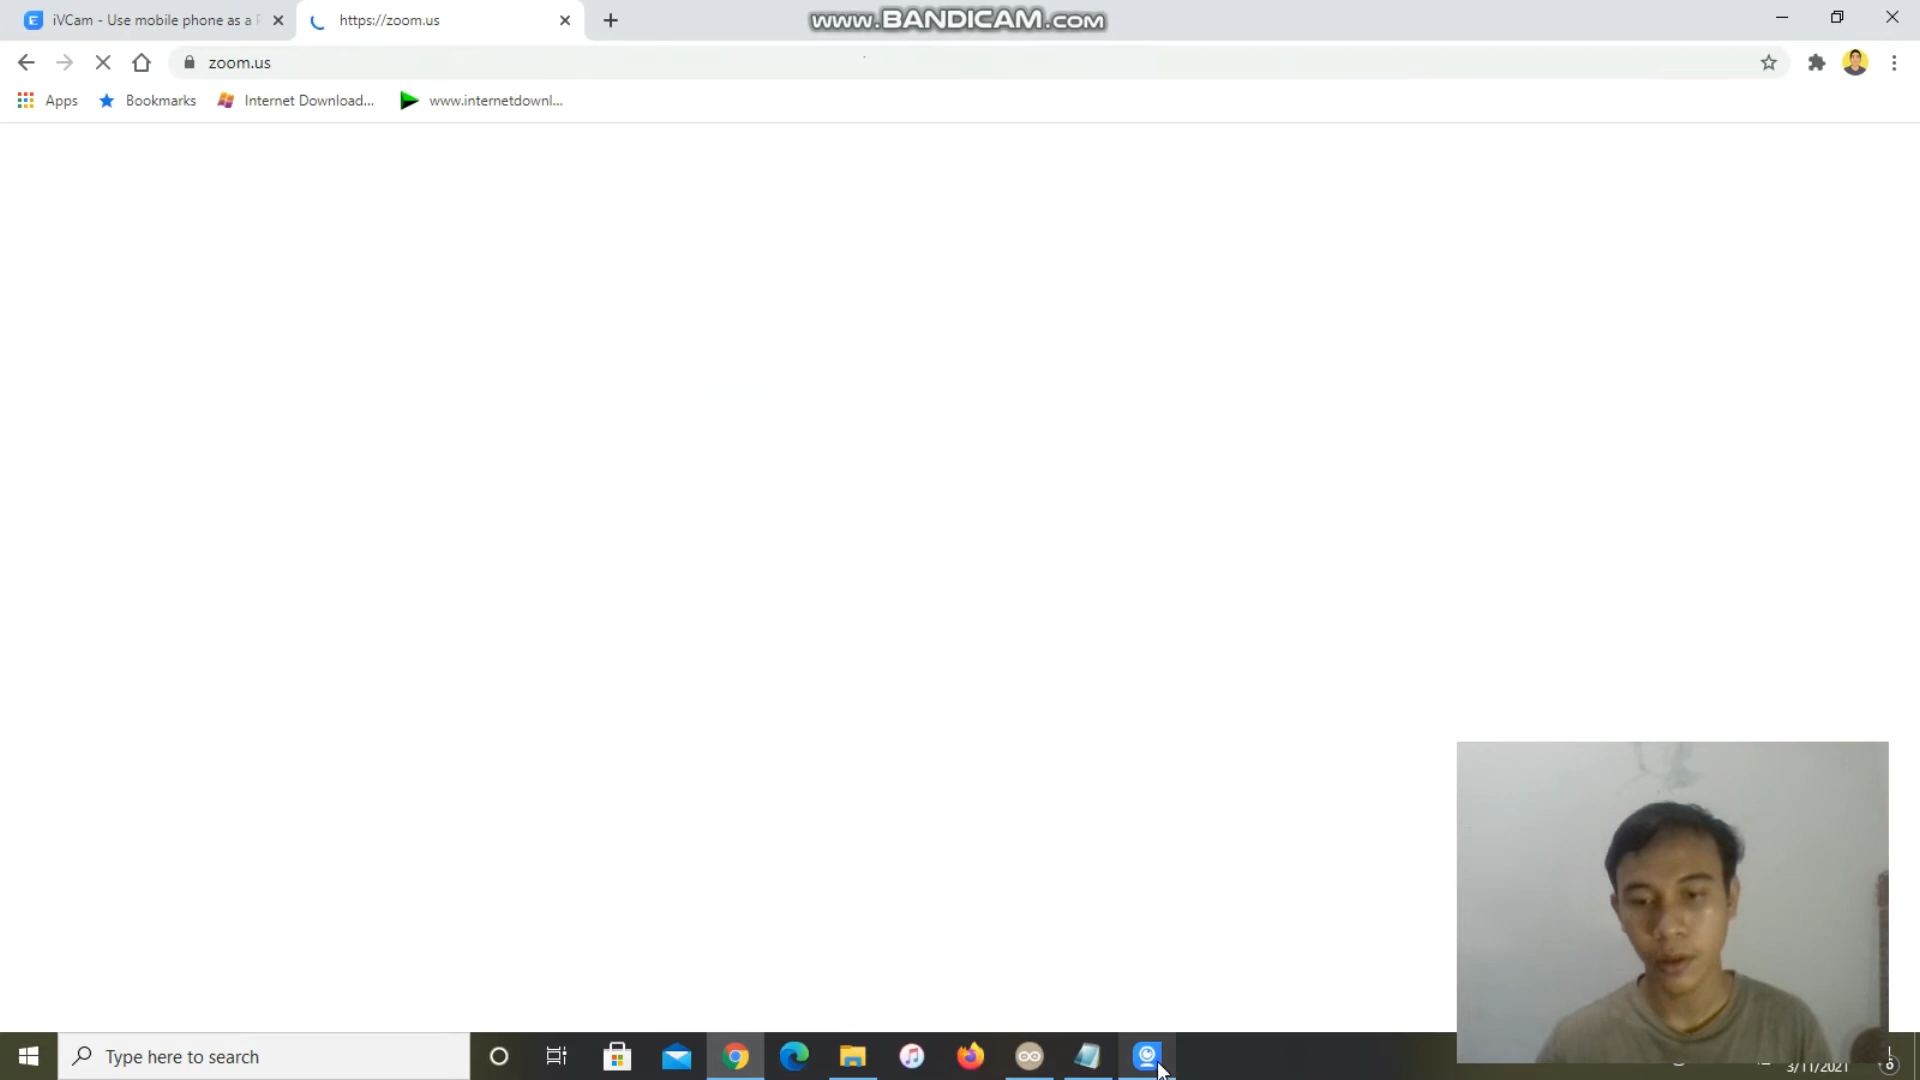 iVCam - Use mobile phone as a
https://zoom.us
www.BANDICAM.com
zoom.us
Apps
Bookmarks
Internet Download...
www.internetdownl...
Type here to search
3/11/2021
6